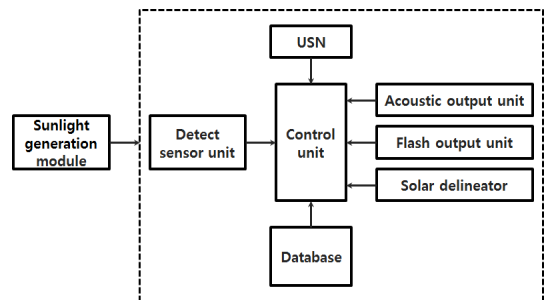 USN
Sunlight
generation
module
Detect
sensor unit
Control
unit
Acoustic output unit
Flash output unit
Solar delineator
Database